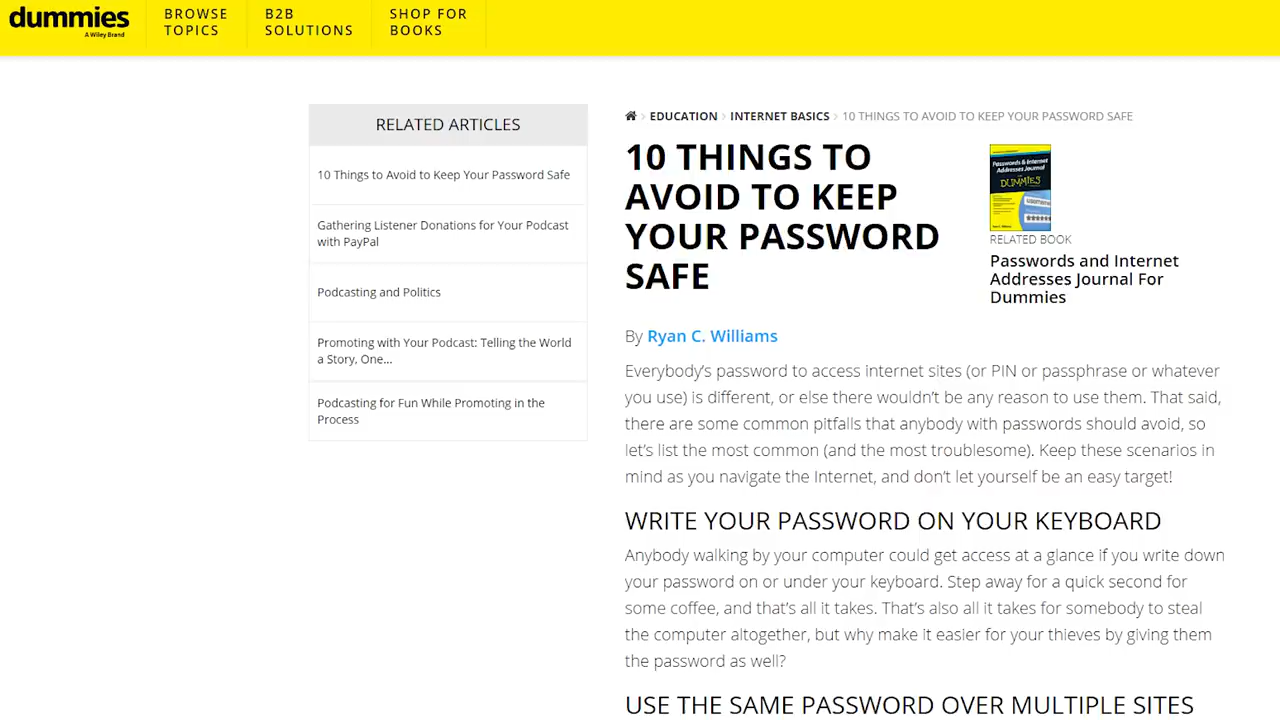 dummies
A Wiley Brand
BROWSE
TOPICS
B2B
SOLUTIONS
SHOP FOR
BOOKS
RELATED ARTICLES
10 Things to Avoid to Keep Your Password Safe
Gathering Listener Donations for Your Podcast
with PayPal
Podcasting and Politics
Promoting with Your Podcast: Telling the World
a Story, One...
Podcasting for Fun While Promoting in the
Process
EDUCATION › INTERNET BASICS › 10 THINGS TO AVOID TO KEEP YOUR PASSWORD SAFE
10 THINGS TO
AVOID TO KEEP
YOUR PASSWORD
SAFE
Passwords & Internet
Addresses Journal
FOR
DUMMIES
RELATED BOOK
Passwords and Internet
Addresses Journal For
Dummies
By Ryan C. Williams
Everybody’s password to access internet sites (or PIN or passphrase or whatever
you use) is different, or else there wouldn’t be any reason to use them. That said,
there are some common pitfalls that anybody with passwords should avoid, so
let’s list the most common (and the most troublesome). Keep these scenarios in
mind as you navigate the Internet, and don’t let yourself be an easy target!
WRITE YOUR PASSWORD ON YOUR KEYBOARD
Anybody walking by your computer could get access at a glance if you write down
your password on or under your keyboard. Step away for a quick second for
some coffee, and that’s all it takes. That’s also all it takes for somebody to steal
the computer altogether, but why make it easier for your thieves by giving them
the password as well?
USE THE SAME PASSWORD OVER MULTIPLE SITES